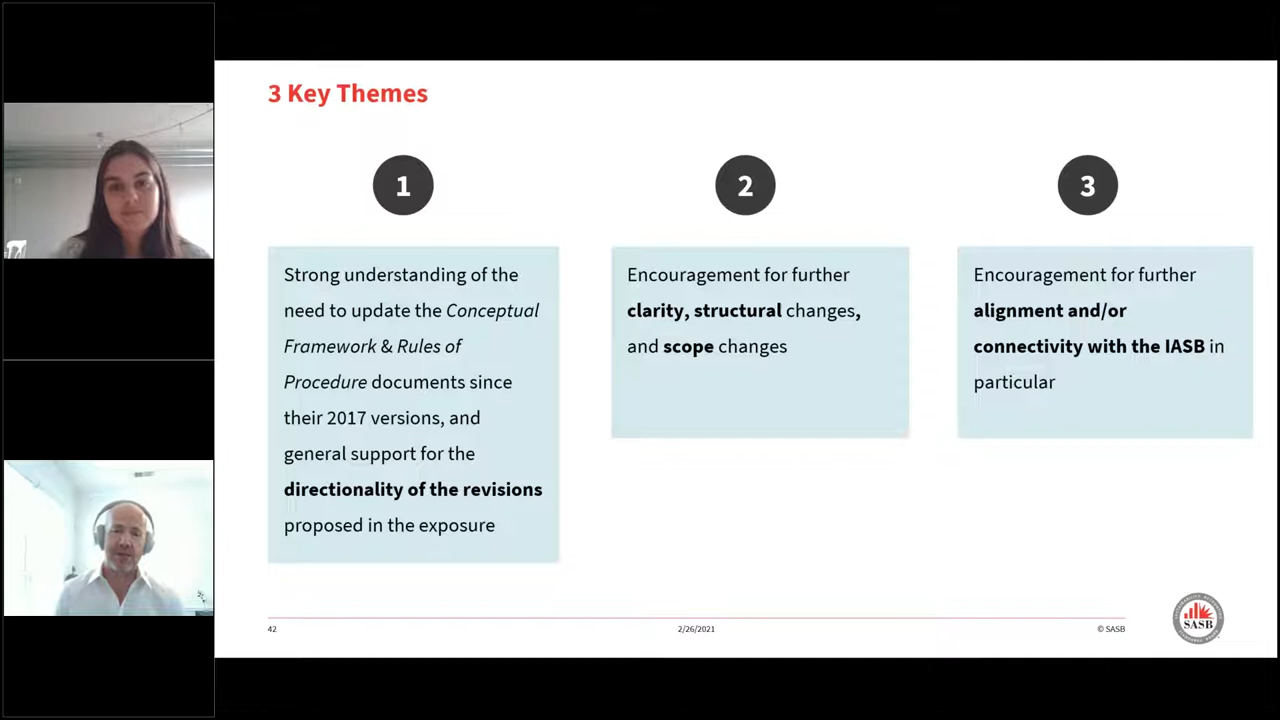 3 Key Themes
1
Strong understanding of the
need to update the Conceptual
Framework & Rules of
Procedure documents since
their 2017 versions, and
general support for the
directionality of the revisions
proposed in the exposure
2
Encouragement for further
clarity, structural changes,
and scope changes
3
Encouragement for further
alignment and/or
connectivity with the IASB in
particular
42
2/26/2021
© SASB
SASB